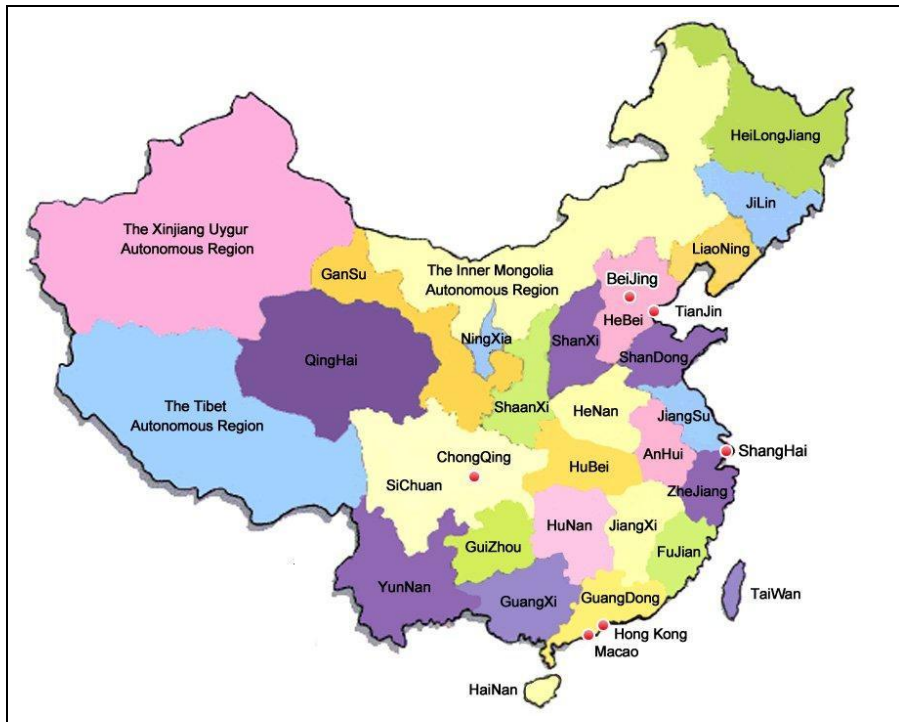 HeiLongJiang
JiLin
The Xinjiang Uygur
Autonomous Region
LiaoNing
GanSu
The Inner Mongolia
Autonomous Region
BeiJing
TianJin
HeBei
NingXia
ShanXi
QingHai
ShanDong
ShaanXi
HeNan
JiangSu
The Tibet
Autonomous Region
ChongQing
AnHui
ShangHai
HuBei
SiChuan
ZheJiang
HuNan
JiangXi
GuiZhou
FuJian
YunNan
GuangXi
GuangDong
TaiWan
Hong Kong
Macao
HaiNan